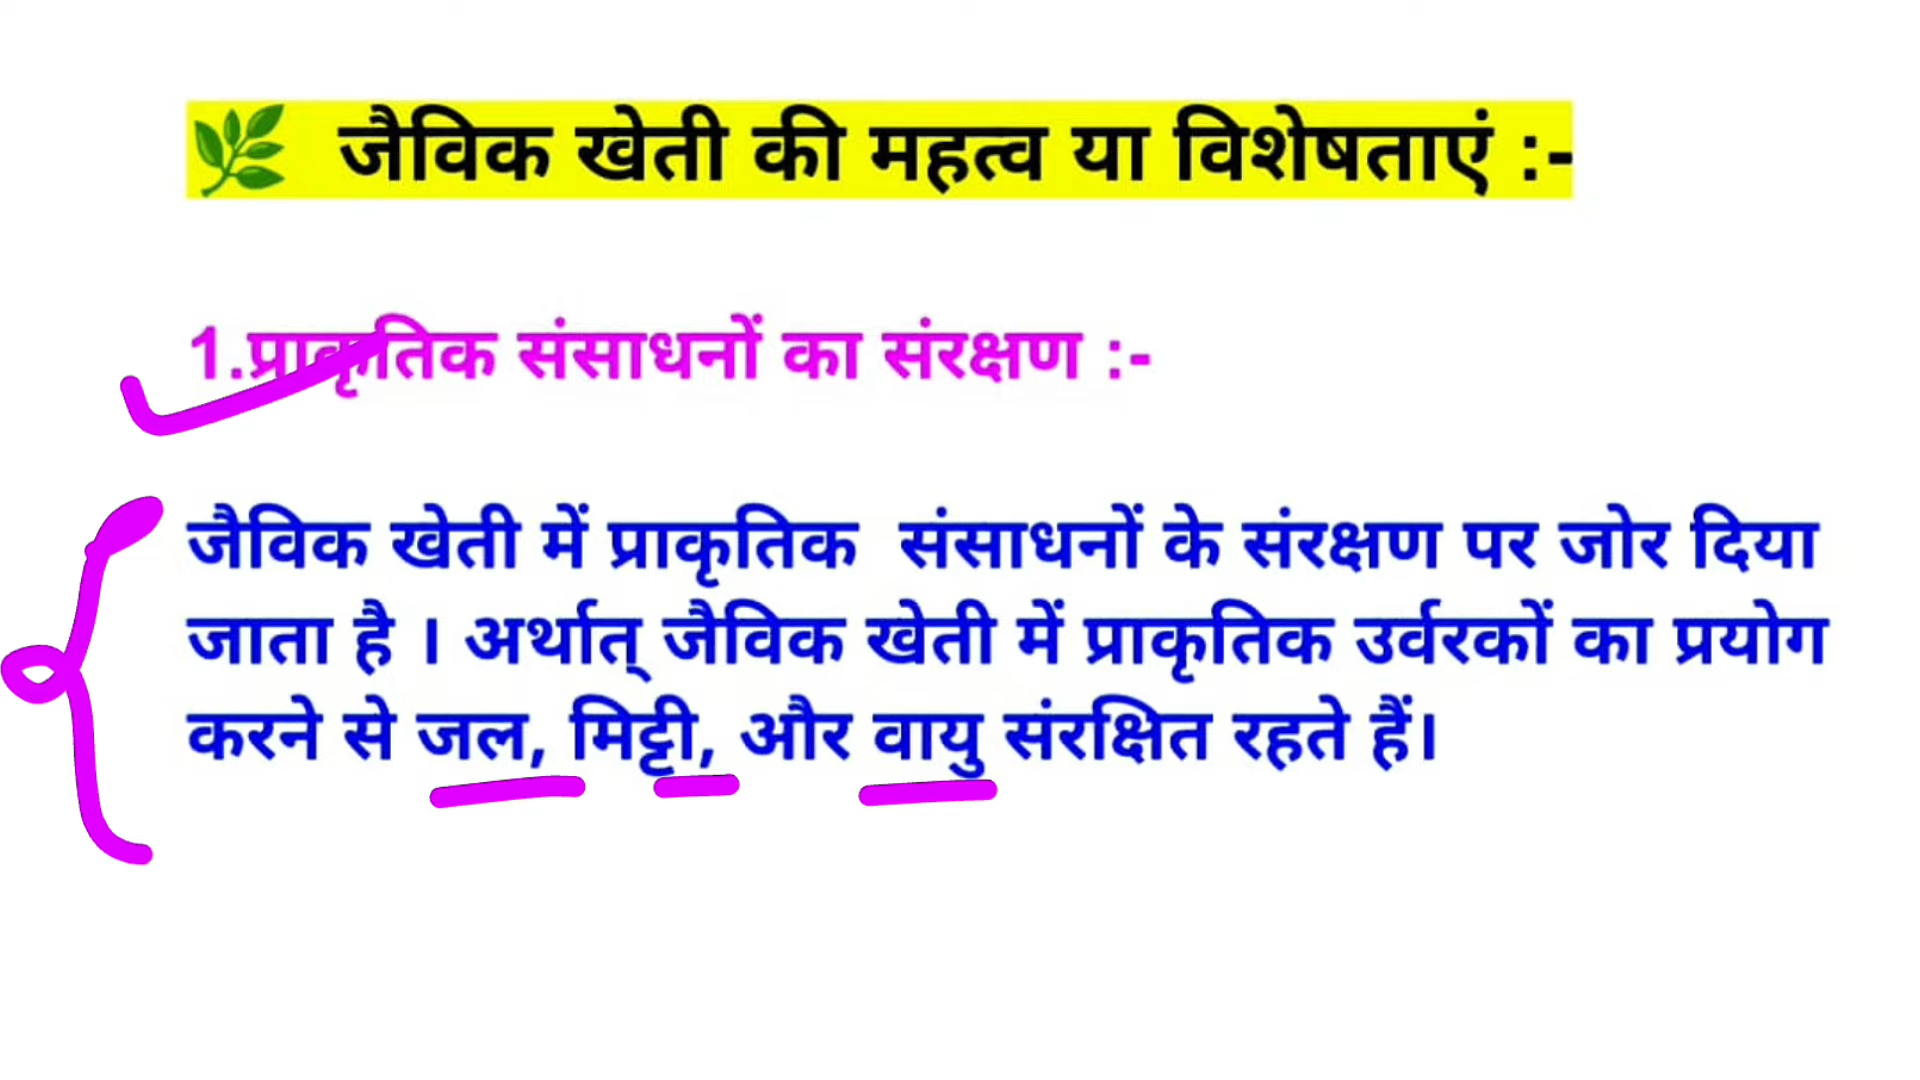 🌿 जैविक खेती की महत्व या विशेषताएं :-
1.प्राकृतिक संसाधनों का संरक्षण :-
जैविक खेती में प्राकृतिक संसाधनों के संरक्षण पर जोर दिया
जाता है । अर्थात् जैविक खेती में प्राकृतिक उर्वरकों का प्रयोग
करने से जल, मिट्टी, और वायु संरक्षित रहते हैं।